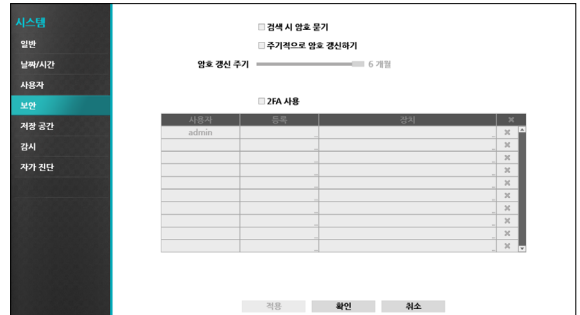 시스템
일반
날짜/시간
사용자
보안
저장 공간
감시
자가 진단
검색 시 암호 묻기
주기적으로 암호 갱신하기
암호 갱신 주기 6 개월
2FA 사용
사용자 등록 장치
admin
적용 확인 취소